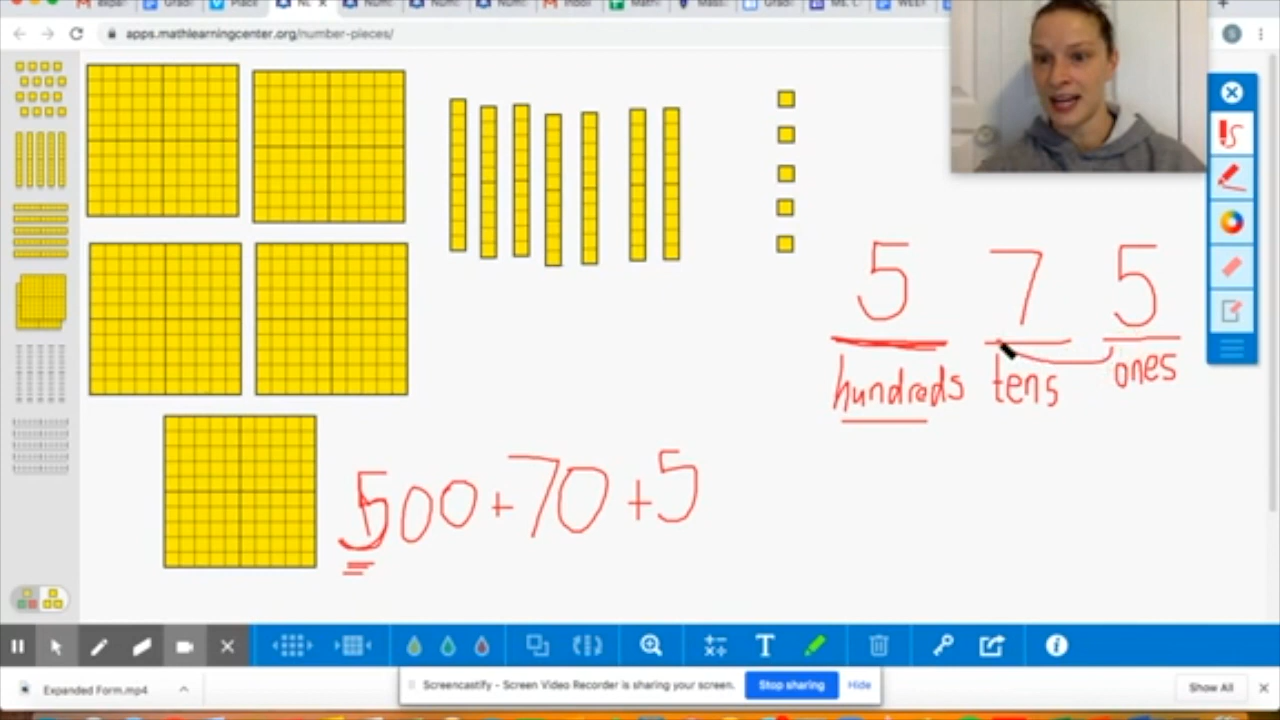 apps.mathlearningcenter.org/number-pieces/
5 7 5
hundreds tens ones
500+70+5
T
Expanded Form.mp4
Screencastify - Screen Video Recorder is sharing your screen.
Stop sharing
Hide
Show All